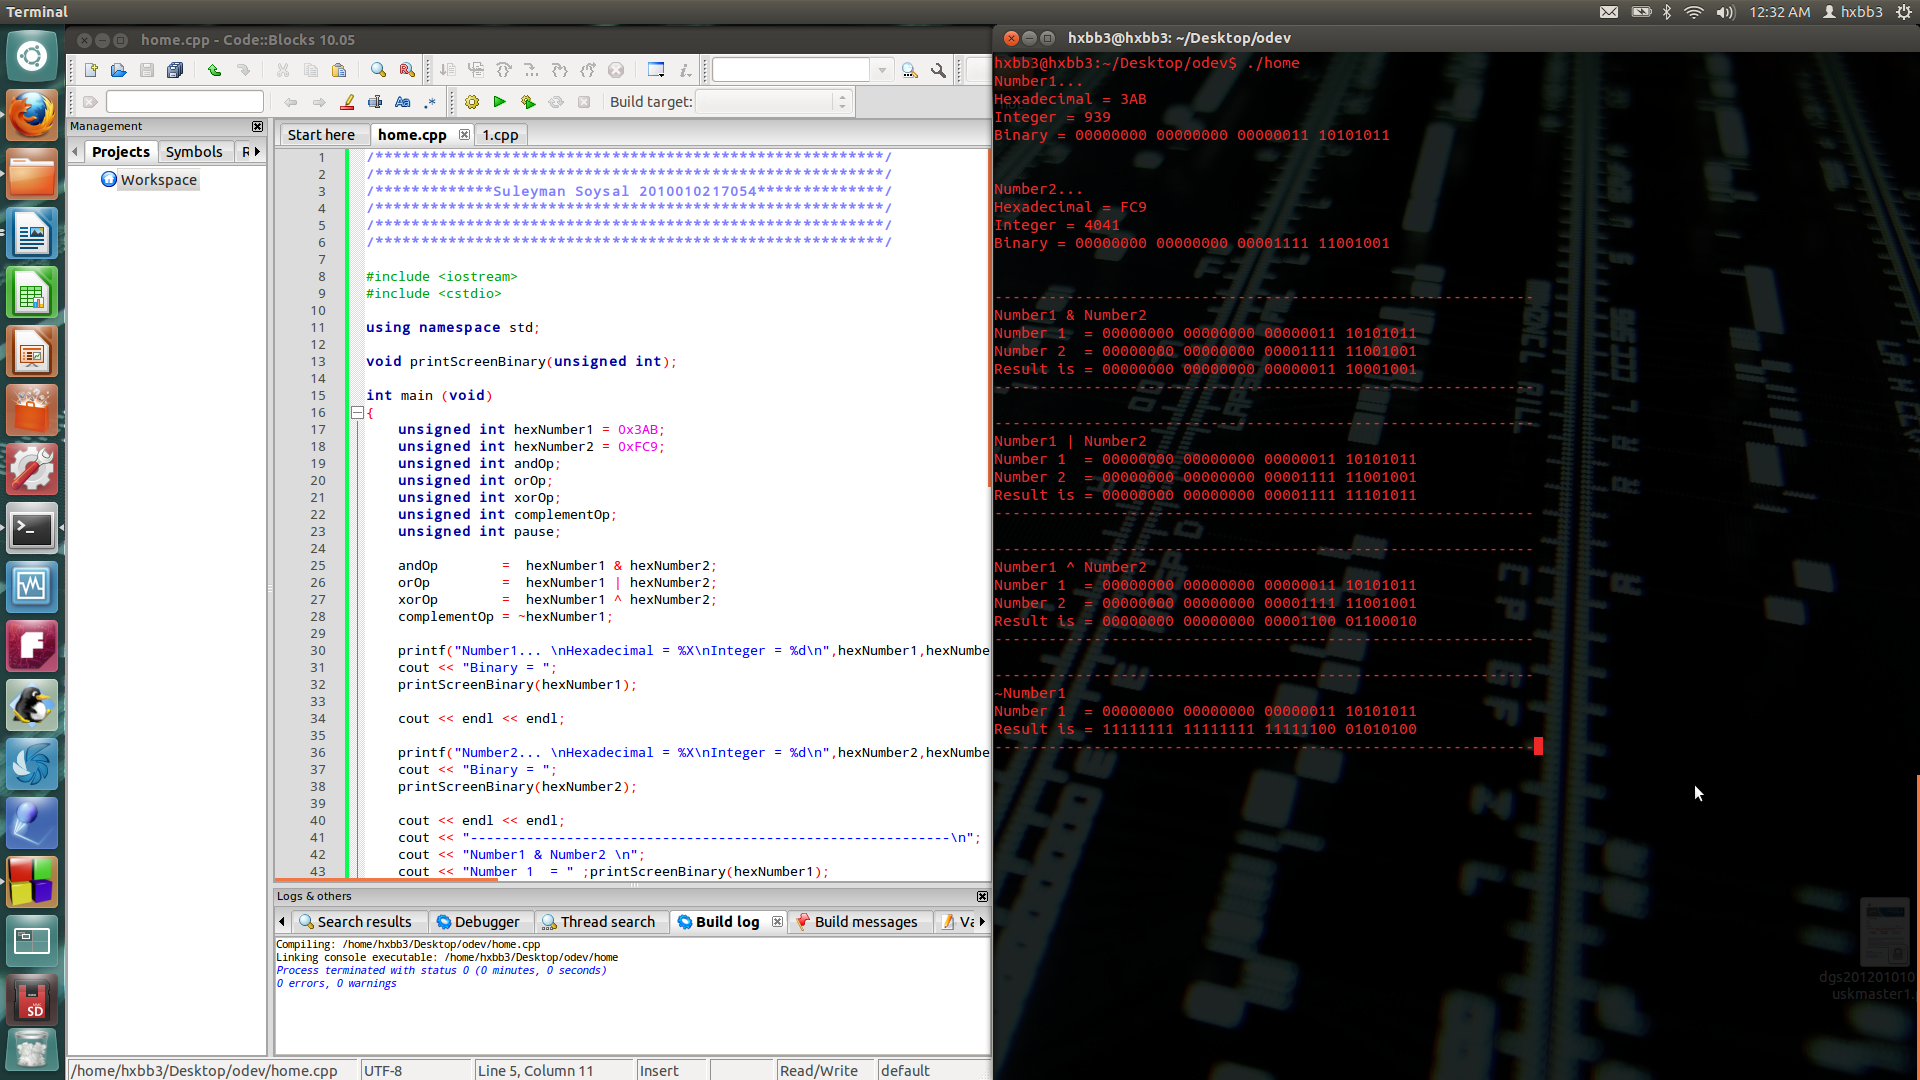 Terminal
12:32 AM hxbb3
home.cpp - Code::Blocks 10.05
Build target:
Management
Projects Symbols R
Workspace
Start here home.cpp 1.cpp
1 /********************************************************/
2 /********************************************************/
3 /*************Suleyman Soysal 2010010217054**************/
4 /********************************************************/
5 /********************************************************/
6 /********************************************************/
7
8 #include <iostream>
9 #include <cstdio>
10
11 using namespace std;
12
13 void printScreenBinary(unsigned int);
14
15 int main (void)
16 {
17 unsigned int hexNumber1 = 0x3AB;
18 unsigned int hexNumber2 = 0xFC9;
19 unsigned int andOp;
20 unsigned int orOp;
21 unsigned int xorOp;
22 unsigned int complementOp;
23 unsigned int pause;
24
25 andOp = hexNumber1 & hexNumber2;
26 orOp = hexNumber1 | hexNumber2;
27 xorOp = hexNumber1 ^ hexNumber2;
28 complementOp = ~hexNumber1;
29
30 printf("Number1... \nHexadecimal = %X\nInteger = %d\n",hexNumber1,hexNumbe
31 cout << "Binary = ";
32 printScreenBinary(hexNumber1);
33
34 cout << endl << endl;
35
36 printf("Number2... \nHexadecimal = %X\nInteger = %d\n",hexNumber2,hexNumbe
37 cout << "Binary = ";
38 printScreenBinary(hexNumber2);
39
40 cout << endl << endl;
41 cout << "------------------------------------------------------------\n";
42 cout << "Number1 & Number2 \n";
43 cout << "Number 1  = " ;printScreenBinary(hexNumber1);
Logs & others
Search results Debugger Thread search Build log Build messages Va
Compiling: /home/hxbb3/Desktop/odev/home.cpp
Linking console executable: /home/hxbb3/Desktop/odev/home
Process terminated with status 0 (0 minutes, 0 seconds)
0 errors, 0 warnings
/home/hxbb3/Desktop/odev/home.cpp UTF-8 Line 5, Column 11 Insert Read/Write default
hxbb3@hxbb3: ~/Desktop/odev
hxbb3@hxbb3:~/Desktop/odev$ ./home
Number1...
Hexadecimal = 3AB
Integer = 939
Binary = 00000000 00000000 00000011 10101011
Number2...
Hexadecimal = FC9
Integer = 4041
Binary = 00000000 00000000 00001111 11001001
------------------------------------------------------------
Number1 & Number2
Number 1  = 00000000 00000000 00000011 10101011
Number 2  = 00000000 00000000 00001111 11001001
Result is = 00000000 00000000 00000011 10001001
------------------------------------------------------------
------------------------------------------------------------
Number1 | Number2
Number 1  = 00000000 00000000 00000011 10101011
Number 2  = 00000000 00000000 00001111 11001001
Result is = 00000000 00000000 00001111 11101011
------------------------------------------------------------
------------------------------------------------------------
Number1 ^ Number2
Number 1  = 00000000 00000000 00000011 10101011
Number 2  = 00000000 00000000 00001111 11001001
Result is = 00000000 00000000 00001100 01100010
------------------------------------------------------------
------------------------------------------------------------
~Number1
Number 1  = 00000000 00000000 00000011 10101011
Result is = 11111111 11111111 11111100 01010100
------------------------------------------------------------
dgs201201010
uskmaster1.
SD